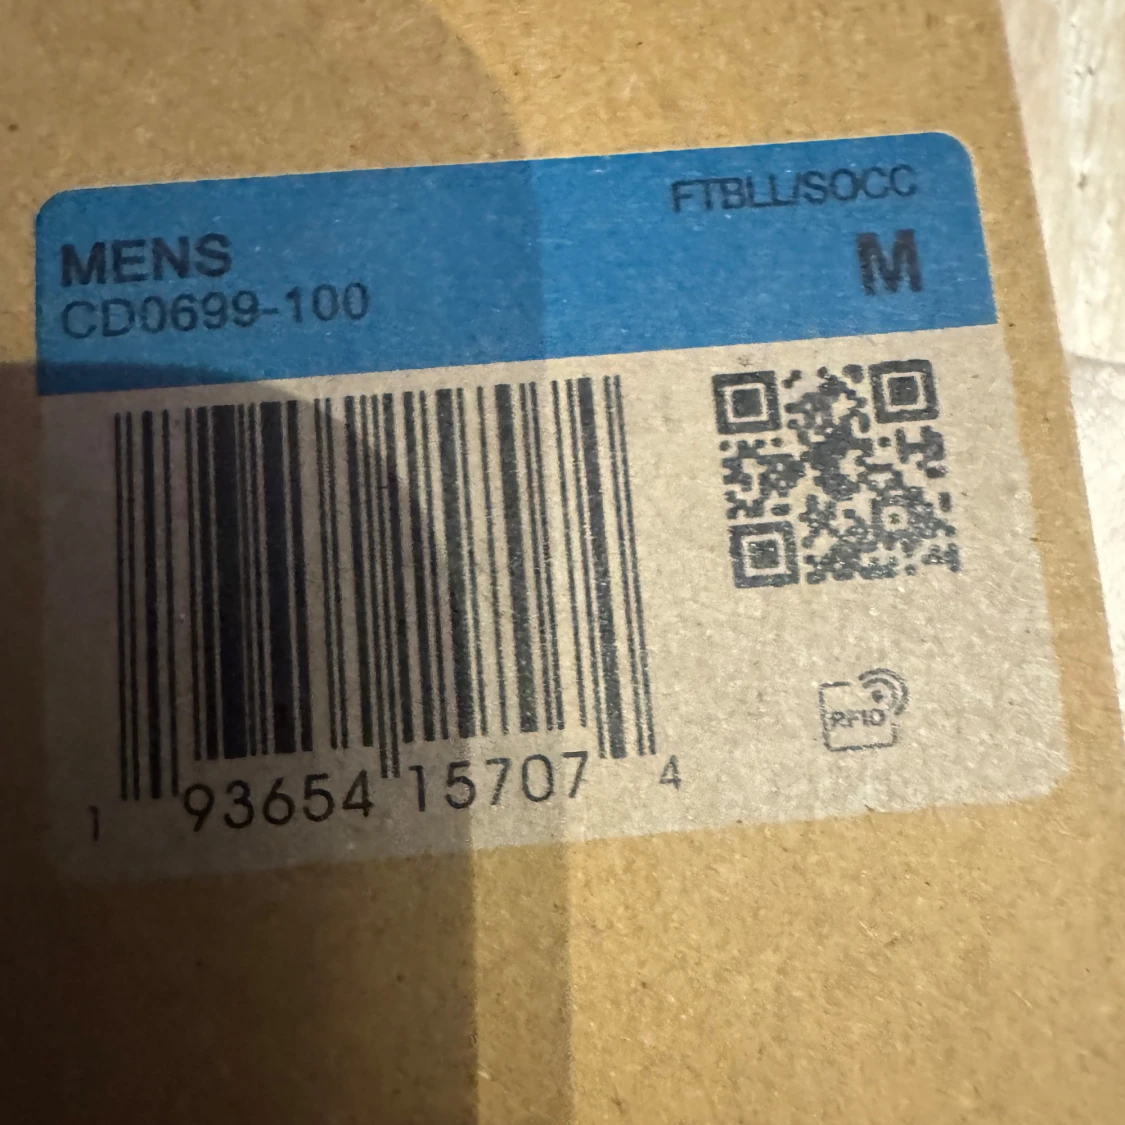 FTBLL/SOCC
MENS
M
CD0699-100
1 93654 15707 4
RFID